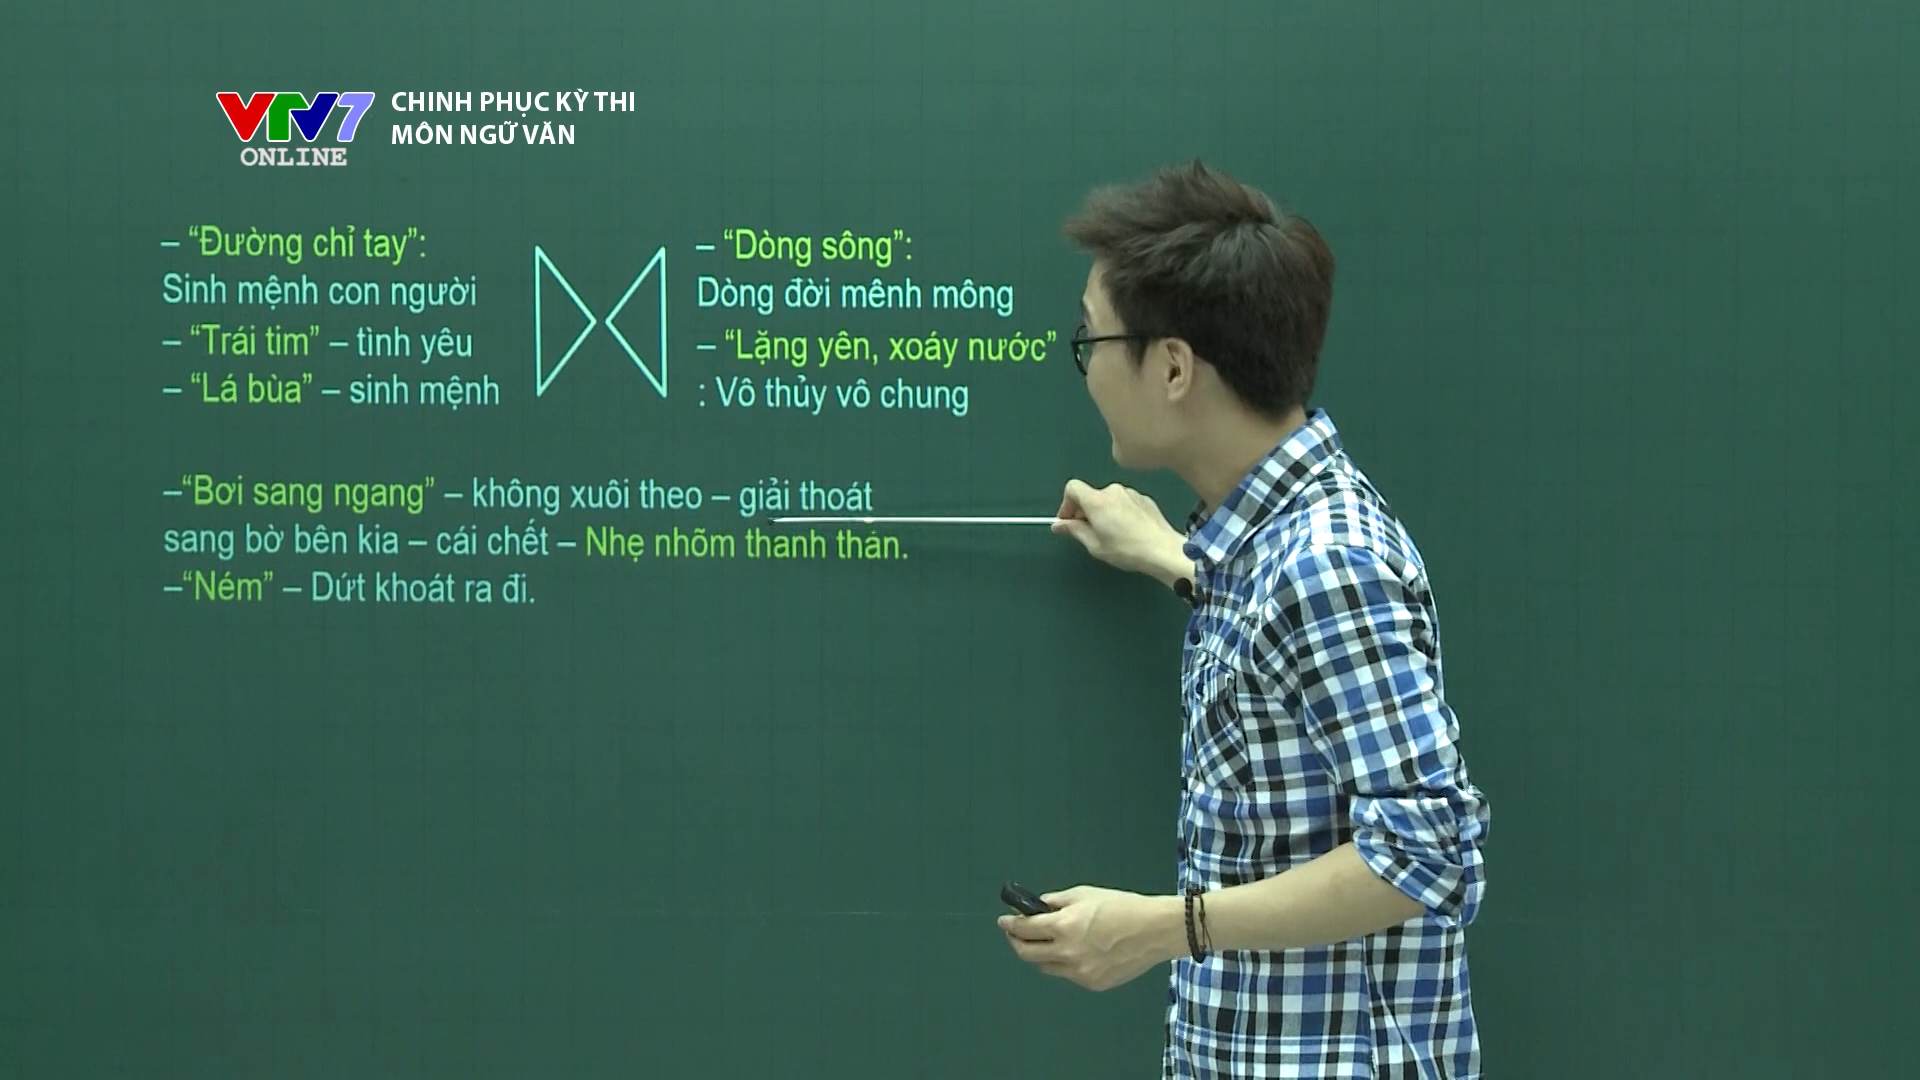 VTV7
ONLINE
CHINH PHỤC KỲ THI
MÔN NGỮ VĂN
– “Đường chỉ tay”:
Sinh mệnh con người
– “Trái tim” – tình yêu
– “Lá bùa” – sinh mệnh
– “Dòng sông”:
Dòng đời mênh mông
– “Lặng yên, xoáy nước”
: Vô thủy vô chung
–“Bơi sang ngang” – không xuôi theo – giải thoát
sang bờ bên kia – cái chết – Nhẹ nhõm thanh thản.
–“Ném” – Dứt khoát ra đi.